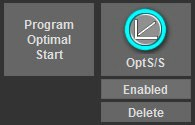 Program
Optimal
Start
OptS/S
Enabled
Delete